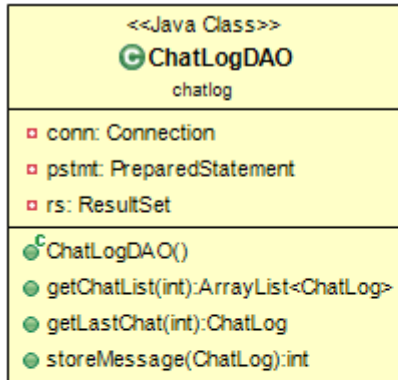 <<Java Class>>
ChatLogDAO
chatlog
conn: Connection
pstmt: PreparedStatement
rs: ResultSet
ChatLogDAO()
getChatList(int):ArrayList<ChatLog>
getLastChat(int):ChatLog
storeMessage(ChatLog):int